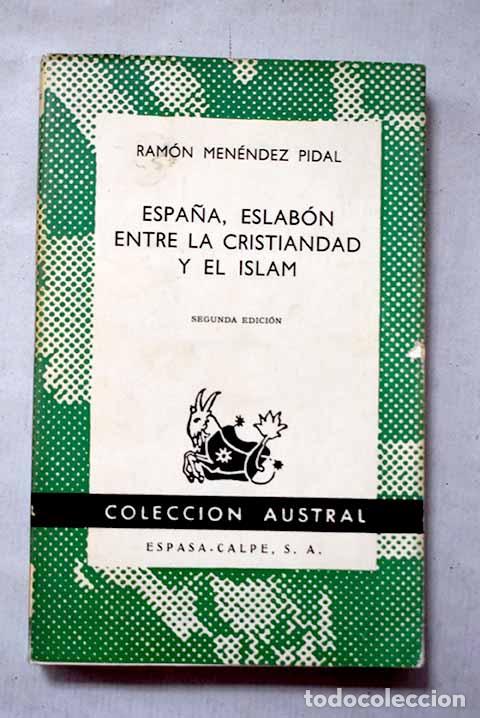 RAMÓN MENÉNDEZ PIDAL
ESPAÑA, ESLABÓN
ENTRE LA CRISTIANDAD
Y EL ISLAM
SEGUNDA EDICIÓN
COLECCION AUSTRAL
ESPASA-CALPE, S. A.
todocoleccion